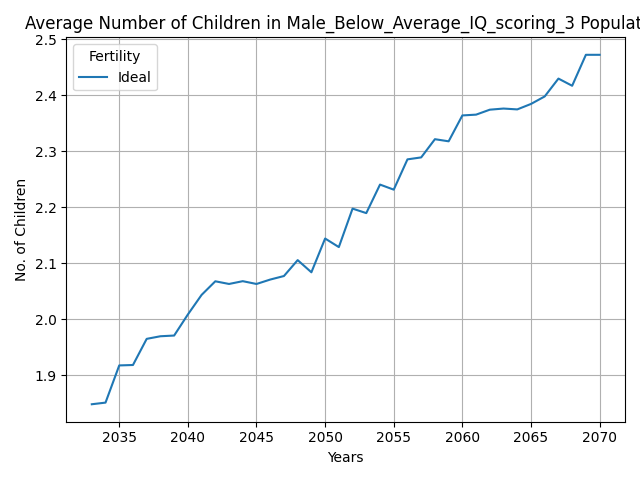 Average Number of Children in Male_Below_Average_IQ_scoring_3 Populat
2.5
2.4
2.3
2.2
2.1
2.0
1.9
No. of Children
Fertility
Ideal
2035 2040 2045 2050 2055 2060 2065 2070
Years